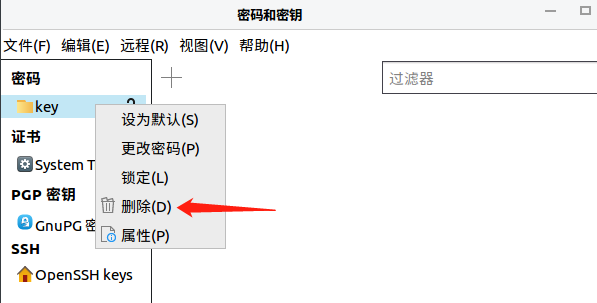 密码和密钥
文件(F) 编辑(E) 远程(R) 视图(V) 帮助(H)
密码
过滤器
key
设为默认(S)
更改密码(P)
锁定(L)
删除(D)
属性(P)
证书
System T
PGP 密钥
GnuPG
SSH
OpenSSH keys